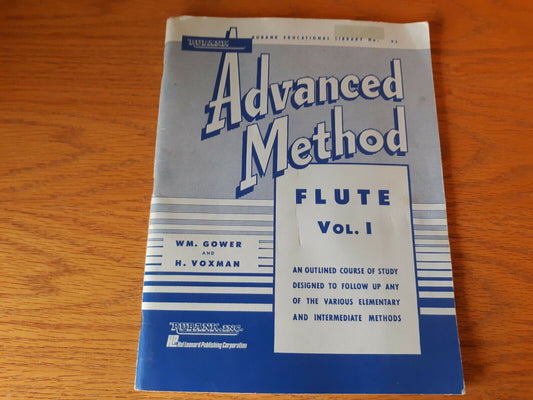 RUBANK
RUBANK EDUCATIONAL LIBRARY No.
Advanced
Method
FLUTE
VOL. I
WM. GOWER
AND
H. VOXMAN
AN OUTLINED COURSE OF STUDY
DESIGNED TO FOLLOW UP ANY
OF THE VARIOUS ELEMENTARY
AND INTERMEDIATE METHODS
RUBANK, INC.
HL Hal Leonard Publishing Corporation